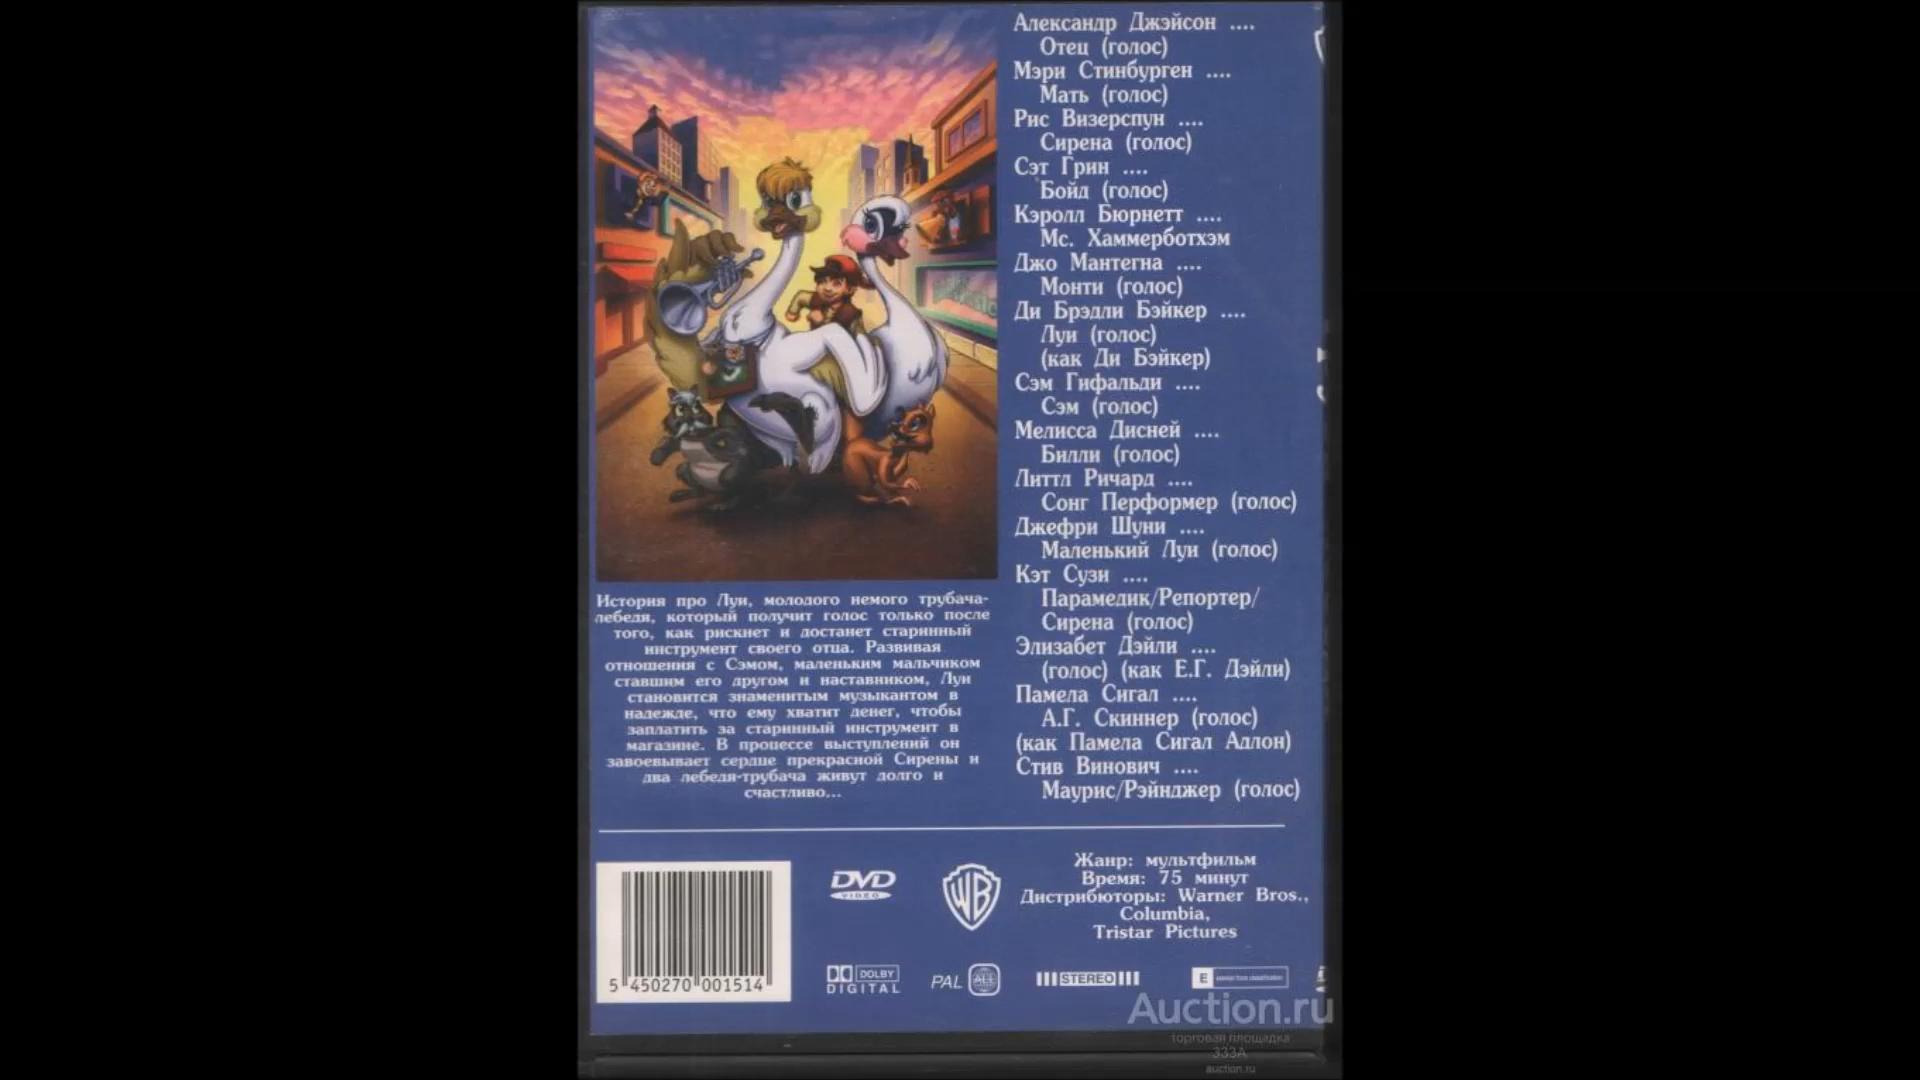 Александр Джэйсон ....
Отец (голос)
Мэри Стинбурген ....
Мать (голос)
Рис Визерспун ....
Сирена (голос)
Сэт Грин ....
Бойд (голос)
Кэролл Бюрнетт ....
Мс. Хаммерботхэм
Джо Мантегна ....
Монти (голос)
Ди Брэдли Бэйкер ....
Луи (голос)
(как Ди Бэйкер)
Сэм Гифальди ....
Сэм (голос)
Мелисса Дисней ....
Билли (голос)
Литтл Ричард ....
Сонг Перформер (голос)
Джефри Шуни ....
Маленький Луи (голос)
Кэт Сузи ....
Парамедик/Репортер/
Сирена (голос)
Элизабет Дэйли ....
(голос) (как Е.Г. Дэйли)
Памела Сигал ....
А.Г. Скиннер (голос)
(как Памела Сигал Адлон)
Стив Винович ....
Маурис/Рэйнджер (голос)
История про Луи, молодого немого трубача-
лебедя, который получит голос только после
того, как рискнет и достанет старинный
инструмент своего отца. Развивая
отношения с Сэмом, маленьким мальчиком
ставшим его другом и наставником, Луи
становится знаменитым музыкантом в
надежде, что ему хватит денег, чтобы
заплатить за старинный инструмент в
магазине. В процессе выступлений он
завоевывает сердце прекрасной Сирены и
два лебедя-трубача живут долго и
счастливо...
5 450270 001514
DVD
VIDEO
WB
Жанр: мультфильм
Время: 75 минут
Дистрибюторы: Warner Bros.,
Columbia,
Tristar Pictures
DOLBY
DIGITAL
PAL
ALL
STEREO
E
Auction.ru
торговая площадка
333А
auction.ru